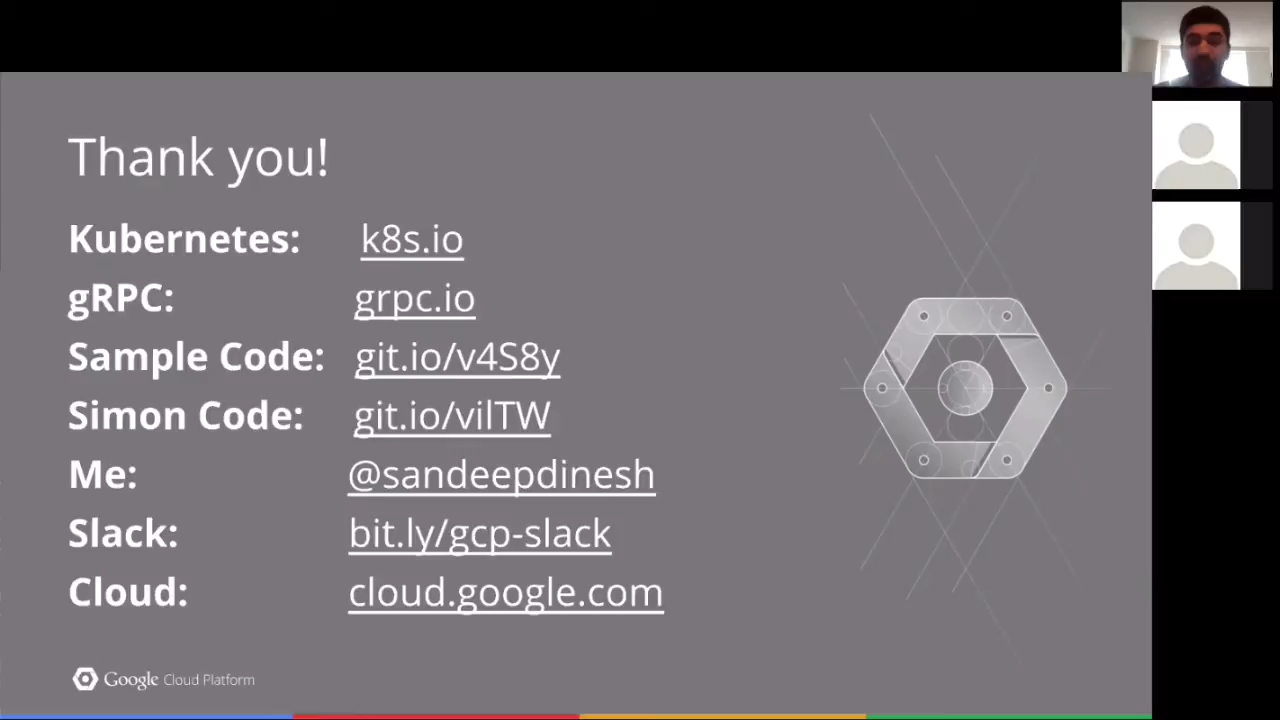 Thank you!
Kubernetes: k8s.io
gRPC: grpc.io
Sample Code: git.io/v4S8y
Simon Code: git.io/vilTW
Me: @sandeepdinesh
Slack: bit.ly/gcp-slack
Cloud: cloud.google.com
Google Cloud Platform